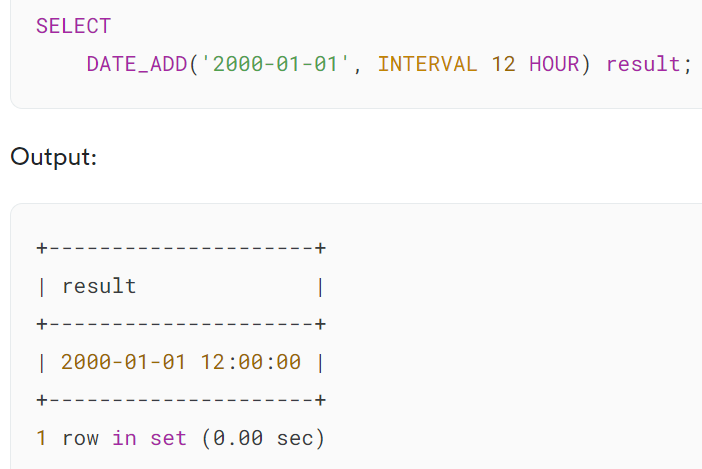 SELECT
    DATE_ADD('2000-01-01', INTERVAL 12 HOUR) result;
Output:
+---------------------+
| result              |
+---------------------+
| 2000-01-01 12:00:00 |
+---------------------+
1 row in set (0.00 sec)